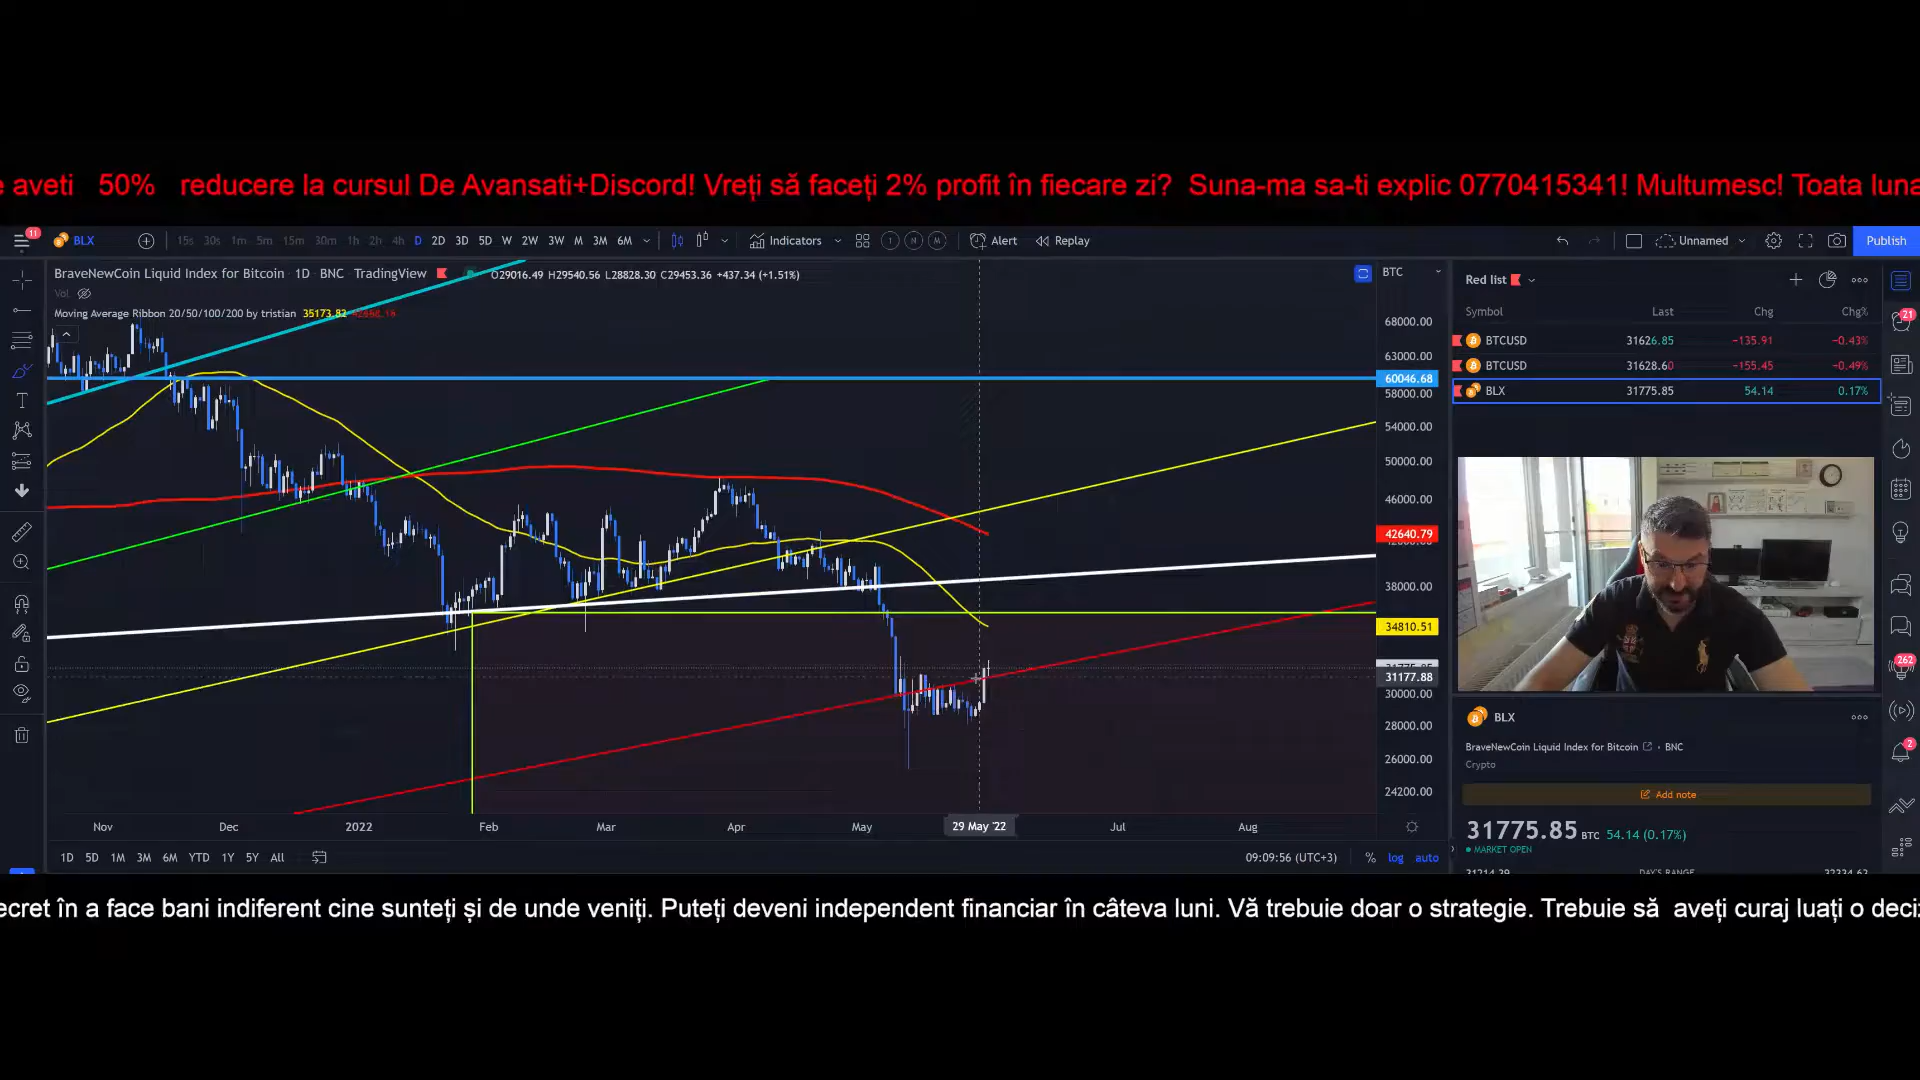 e aveti 50% reducere la cursul De Avansati+Discord! Vreți să faceți 2% profit în fiecare zi? Suna-ma sa-ti explic 0770415341! Multumesc! Toata luna
11 BLX 15s 30s 1m 5m 15m 30m 1h 2h 4h D 2D 3D 5D W 2W 3W M 3M 6M Indicators Alert Replay Unnamed Publish
BraveNewCoin Liquid Index for Bitcoin · 1D · BNC · TradingView O29016.49 H29540.56 L28828.30 C29453.36 +437.34 (+1.51%)
Vol
Moving Average Ribbon 20/50/100/200 by tristian 35173.82
BTC
68000.00
63000.00
60046.68
58000.00
54000.00
50000.00
46000.00
42640.79
38000.00
34810.51
31177.88
30000.00
28000.00
26000.00
24200.00
Nov Dec 2022 Feb Mar Apr May 29 May '22 Jul Aug
1D 5D 1M 3M 6M YTD 1Y 5Y All
09:09:56 (UTC+3) % log auto
Red list
Symbol Last Chg Chg%
BTCUSD 31626.85 −135.91 −0.43%
BTCUSD 31628.60 −155.45 −0.49%
BLX 31775.85 54.14 0.17%
BLX
BraveNewCoin Liquid Index for Bitcoin · BNC
Crypto
Add note
31775.85 BTC 54.14 (0.17%)
MARKET OPEN
21
262
2
ecret în a face bani indiferent cine sunteți și de unde veniți. Puteți deveni independent financiar în câteva luni. Vă trebuie doar o strategie. Trebuie să aveți curaj luați o deci